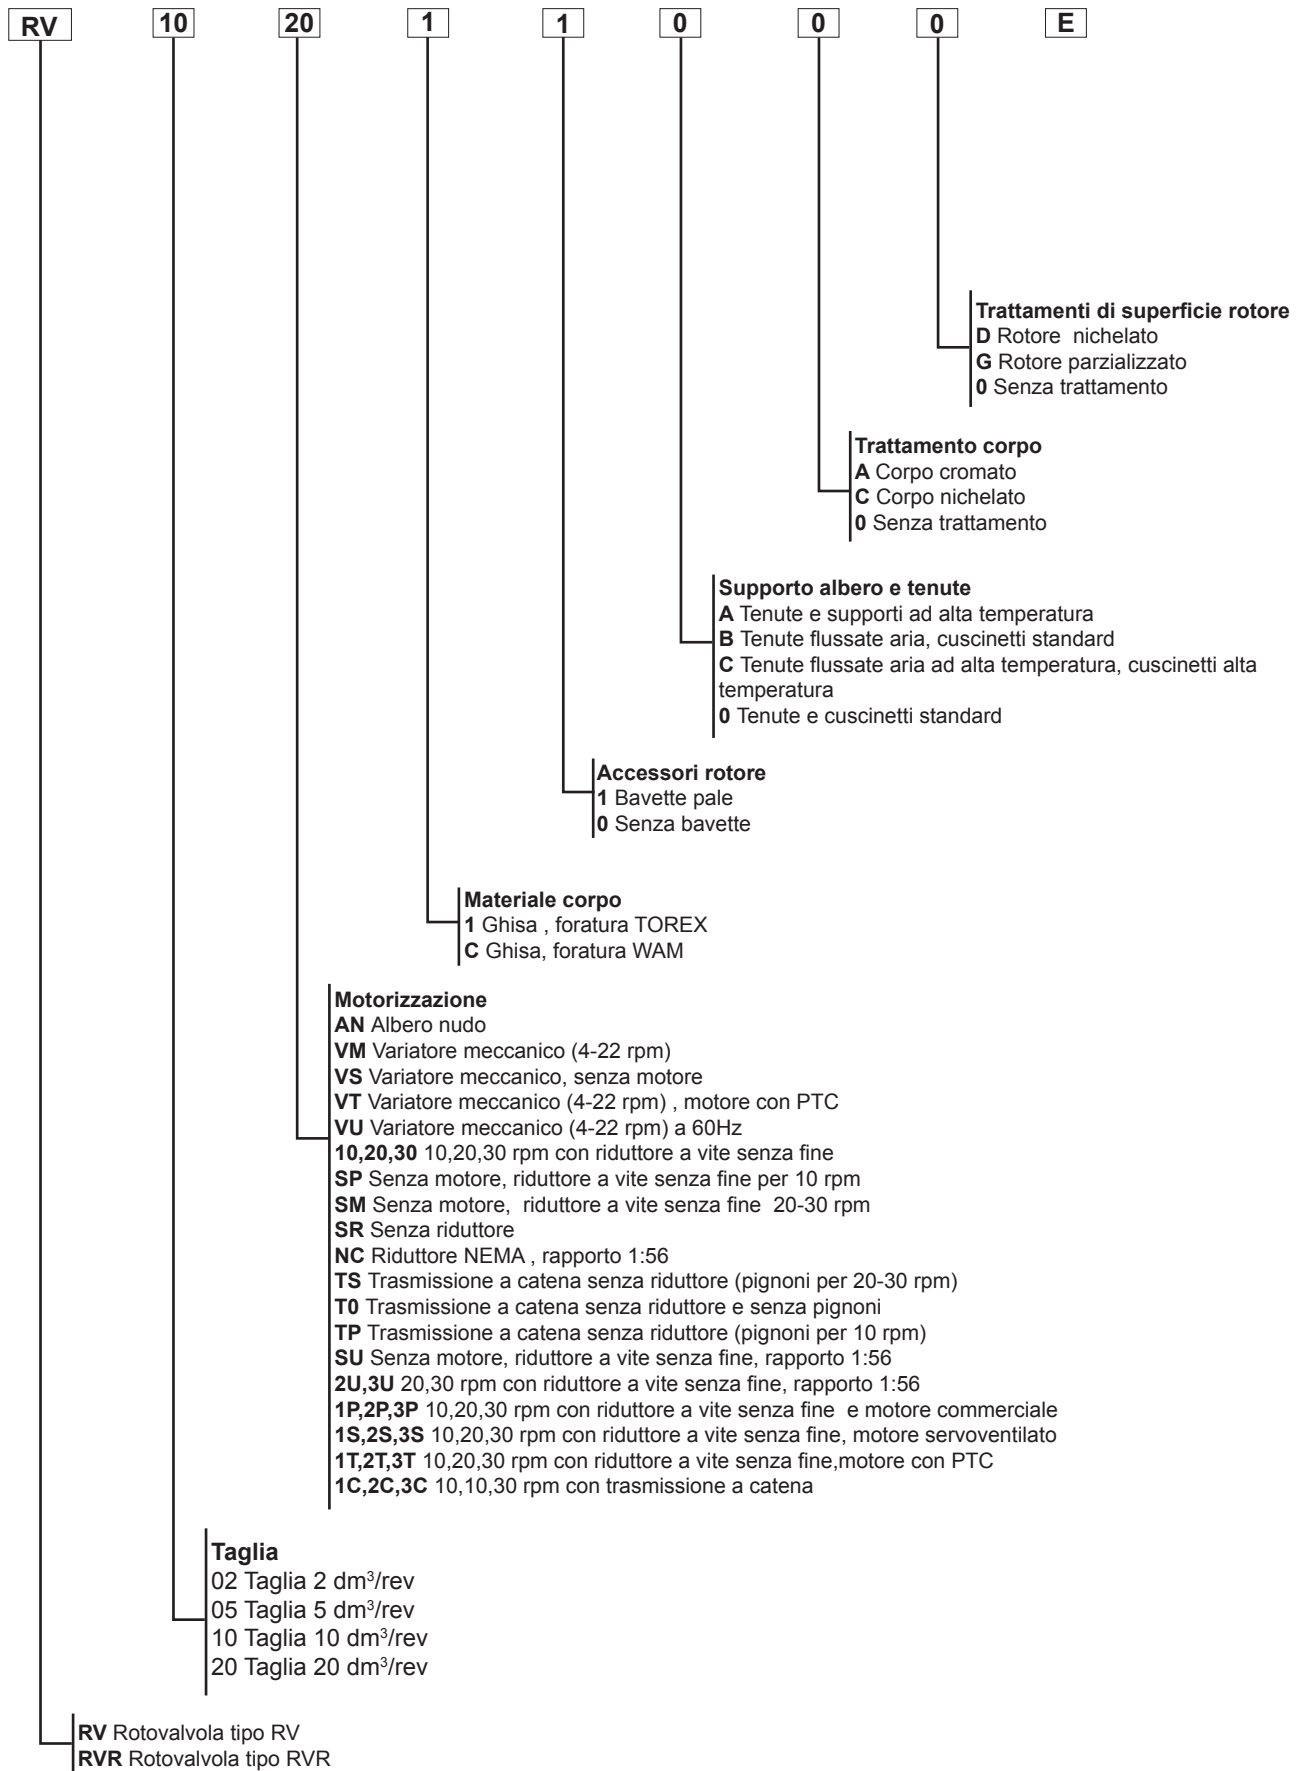 RV 10 20 1 1 0 0 0 E
Trattamenti di superficie rotore
D Rotore nichelato
G Rotore parzializzato
0 Senza trattamento
Trattamento corpo
A Corpo cromato
C Corpo nichelato
0 Senza trattamento
Supporto albero e tenute
A Tenute e supporti ad alta temperatura
B Tenute flussate aria, cuscinetti standard
C Tenute flussate aria ad alta temperatura, cuscinetti alta
temperatura
0 Tenute e cuscinetti standard
Accessori rotore
1 Bavette pale
0 Senza bavette
Materiale corpo
1 Ghisa , foratura TOREX
C Ghisa, foratura WAM
Motorizzazione
AN Albero nudo
VM Variatore meccanico (4-22 rpm)
VS Variatore meccanico, senza motore
VT Variatore meccanico (4-22 rpm) , motore con PTC
VU Variatore meccanico (4-22 rpm) a 60Hz
10,20,30 10,20,30 rpm con riduttore a vite senza fine
SP Senza motore, riduttore a vite senza fine per 10 rpm
SM Senza motore, riduttore a vite senza fine 20-30 rpm
SR Senza riduttore
NC Riduttore NEMA , rapporto 1:56
TS Trasmissione a catena senza riduttore (pignoni per 20-30 rpm)
T0 Trasmissione a catena senza riduttore e senza pignoni
TP Trasmissione a catena senza riduttore (pignoni per 10 rpm)
SU Senza motore, riduttore a vite senza fine, rapporto 1:56
2U,3U 20,30 rpm con riduttore a vite senza fine, rapporto 1:56
1P,2P,3P 10,20,30 rpm con riduttore a vite senza fine e motore commerciale
1S,2S,3S 10,20,30 rpm con riduttore a vite senza fine, motore servoventilato
1T,2T,3T 10,20,30 rpm con riduttore a vite senza fine,motore con PTC
1C,2C,3C 10,10,30 rpm con trasmissione a catena
Taglia
02 Taglia 2 dm³/rev
05 Taglia 5 dm³/rev
10 Taglia 10 dm³/rev
20 Taglia 20 dm³/rev
RV Rotovalvola tipo RV
RVR Rotovalvola tipo RVR